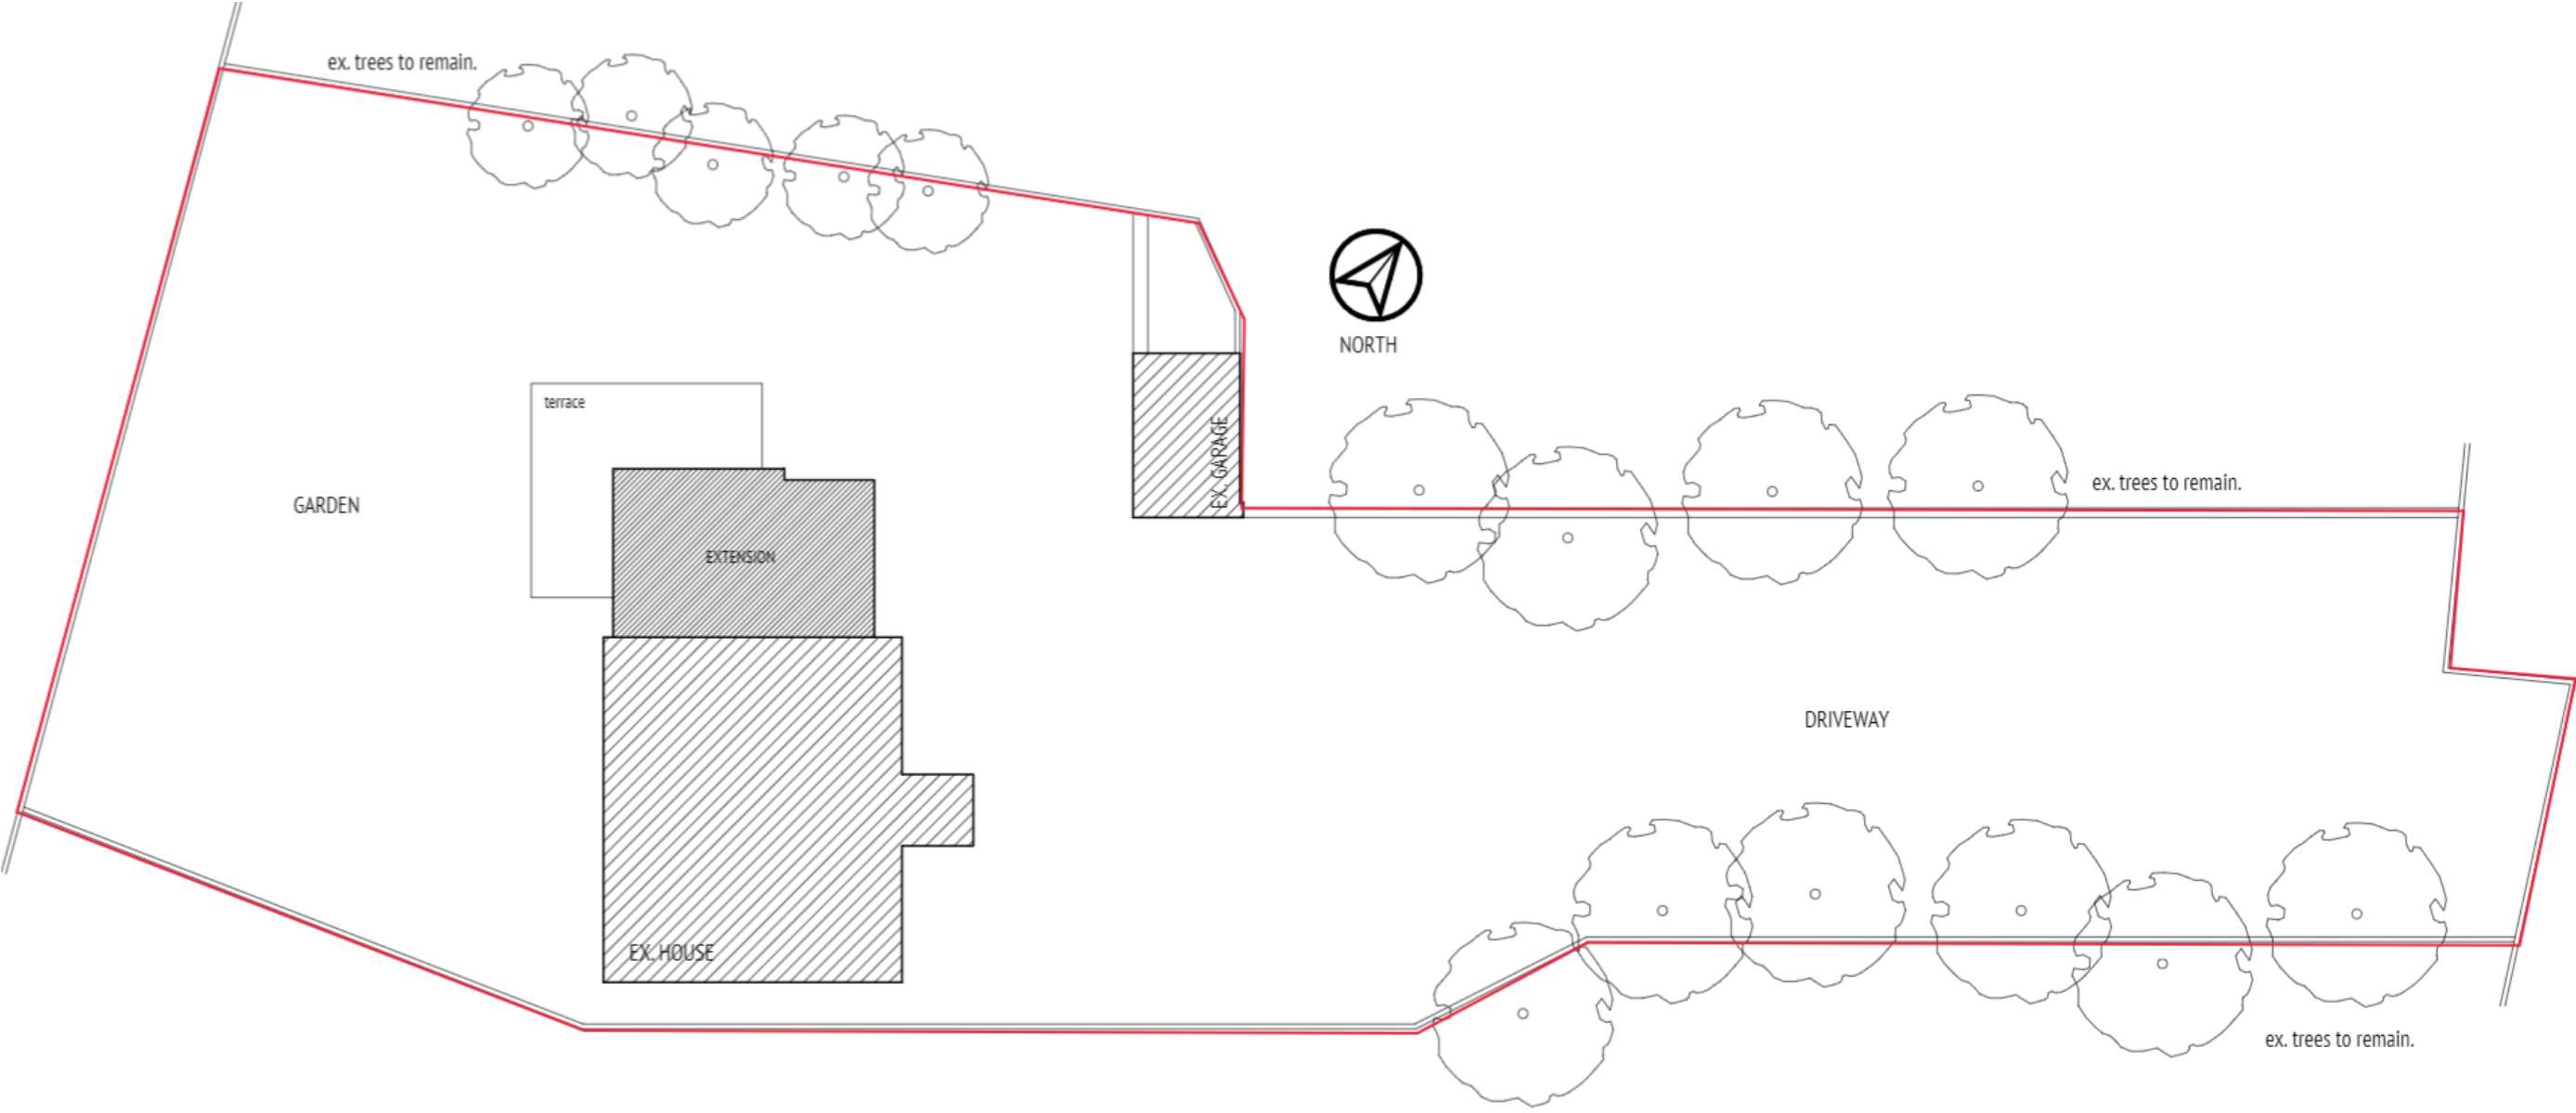 ex. trees to remain.
NORTH
terrace
EX. GARAGE
ex. trees to remain.
GARDEN
EXTENSION
DRIVEWAY
EX. HOUSE
ex. trees to remain.